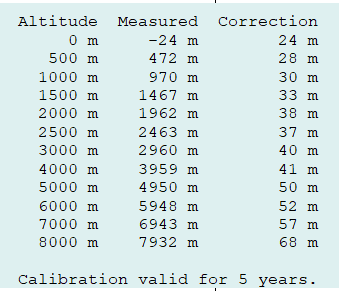 Altitude Measured Correction
0 m -24 m 24 m
500 m 472 m 28 m
1000 m 970 m 30 m
1500 m 1467 m 33 m
2000 m 1962 m 38 m
2500 m 2463 m 37 m
3000 m 2960 m 40 m
4000 m 3959 m 41 m
5000 m 4950 m 50 m
6000 m 5948 m 52 m
7000 m 6943 m 57 m
8000 m 7932 m 68 m
Calibration valid for 5 years.